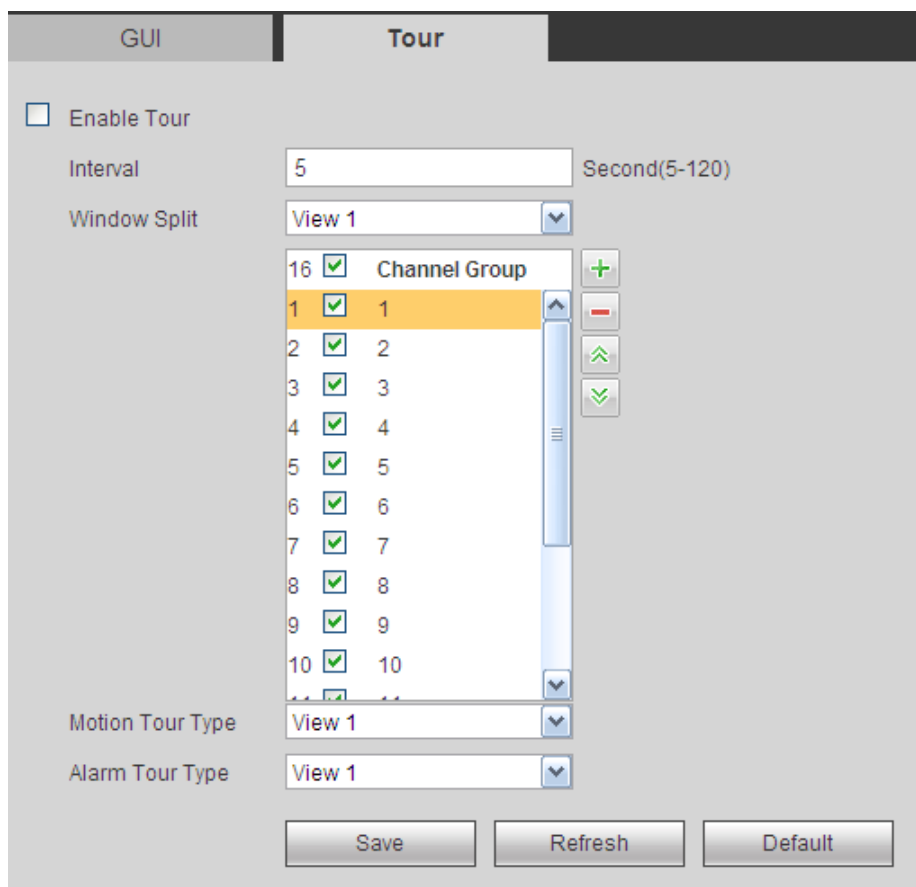 GUI Tour
Enable Tour
Interval 5 Second(5-120)
Window Split View 1
16 Channel Group
1 1
2 2
3 3
4 4
5 5
6 6
7 7
8 8
9 9
10 10
Motion Tour Type View 1
Alarm Tour Type View 1
Save Refresh Default